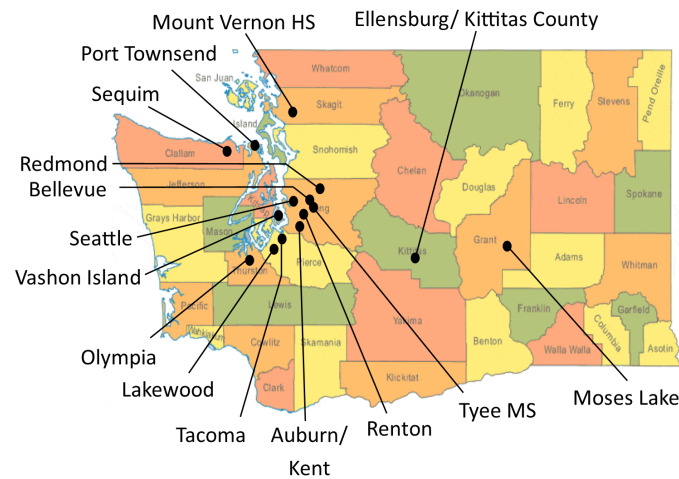 Mount Vernon HS
Ellensburg/ Kittitas County
Port Townsend
Sequim
Redmond
Bellevue
Seattle
Vashon Island
Olympia
Lakewood
Tacoma
Auburn/
Kent
Renton
Tyee MS
Moses Lake
San Juan
Whatcom
Skagit
Island
Snohomish
Clallam
Jefferson
Grays Harbor
Mason
Thurston
Pierce
Pacific
Lewis
Wahkiakum
Cowlitz
Skamania
Clark
Okanogan
Chelan
Douglas
Kittitas
Grant
Yakima
Klickitat
Benton
Ferry
Stevens
Pend Oreille
Lincoln
Spokane
Adams
Whitman
Franklin
Walla Walla
Columbia
Garfield
Asotin